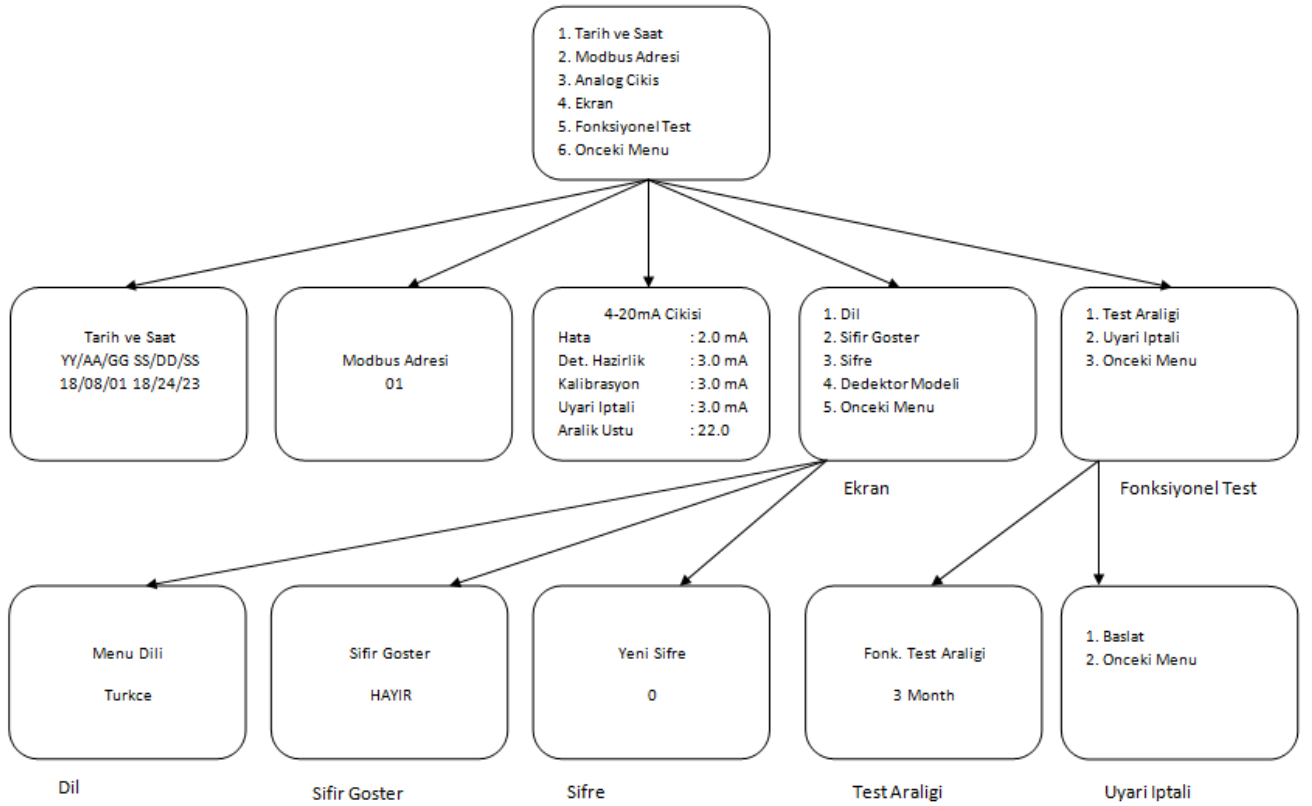 1. Tarih ve Saat
2. Modbus Adresi
3. Analog Cikis
4. Ekran
5. Fonksiyonel Test
6. Onceki Menu
Tarih ve Saat
YY/AA/GG SS/DD/SS
18/08/01 18/24/23
Modbus Adresi
01
4-20mA Cikisi
Hata : 2.0 mA
Det. Hazirlik : 3.0 mA
Kalibrasyon : 3.0 mA
Uyari Iptali : 3.0 mA
Aralik Ustu : 22.0
1. Dil
2. Sifir Goster
3. Sifre
4. Dedektor Modeli
5. Onceki Menu
1. Test Araligi
2. Uyari Iptali
3. Onceki Menu
Ekran
Fonksiyonel Test
Menu Dili
Turkce
Sifir Goster
HAYIR
Yeni Sifre
0
Fonk. Test Araligi
3 Month
1. Baslat
2. Onceki Menu
Dil
Sifir Goster
Sifre
Test Araligi
Uyari Iptali